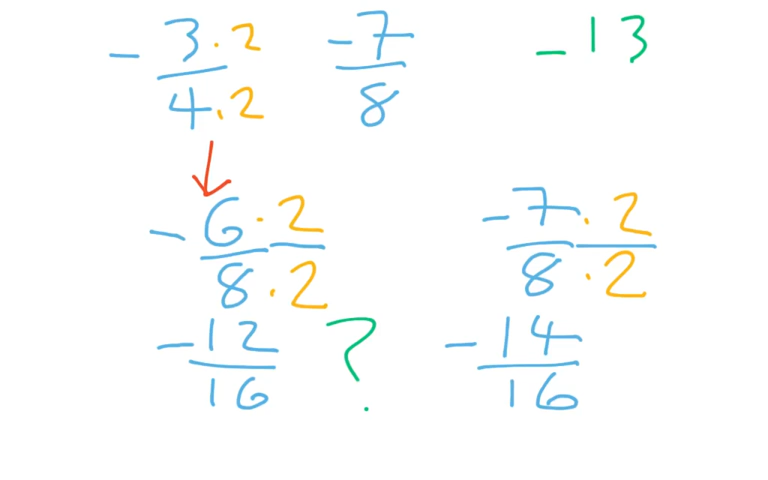 - 3 · 2 / 4 · 2    - 7 / 8    - 13
- 6 · 2 / 8 · 2    - 7 · 2 / 8 · 2
- 12 / 16    ?    - 14 / 16